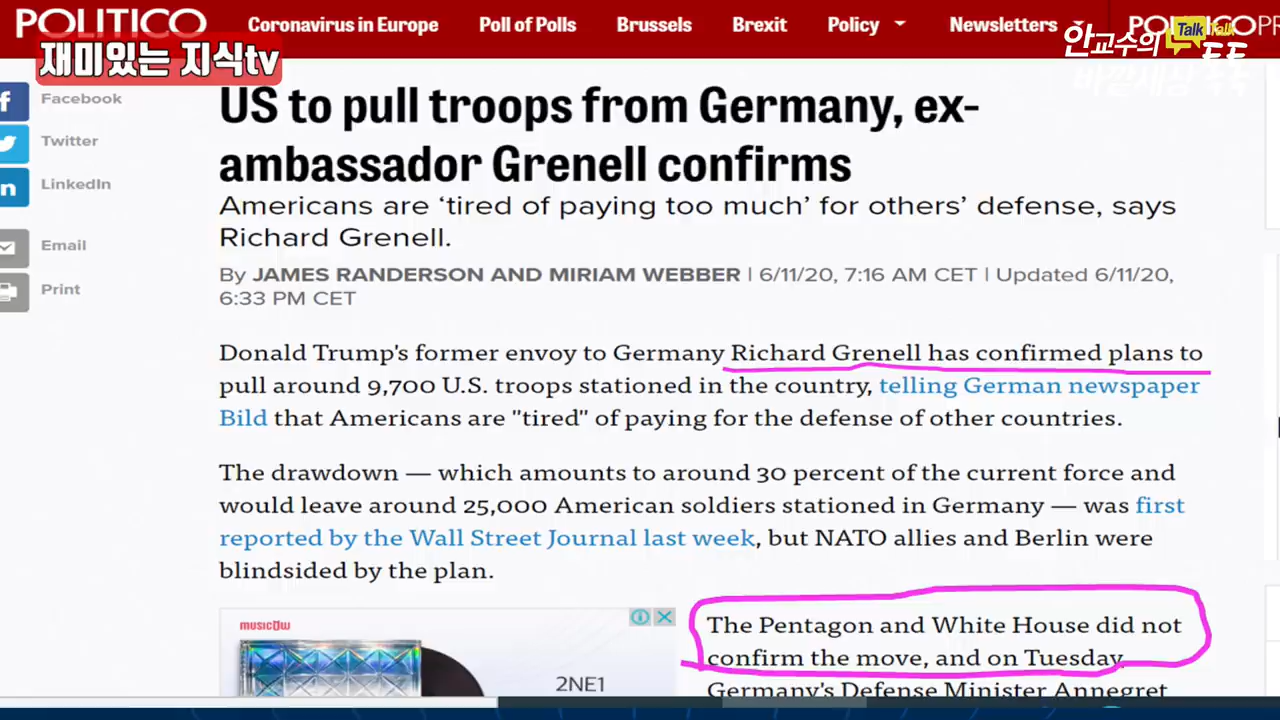 POLITICO
Coronavirus in Europe
Poll of Polls
Brussels
Brexit
Policy
Newsletters
안교수의
Talk Talk
톡톡
바깥세상 톡톡
재미있는 지식tv
Facebook
Twitter
LinkedIn
Email
Print
US to pull troops from Germany, ex-
ambassador Grenell confirms
Americans are ‘tired of paying too much’ for others’ defense, says
Richard Grenell.
By JAMES RANDERSON AND MIRIAM WEBBER | 6/11/20, 7:16 AM CET | Updated 6/11/20,
6:33 PM CET
Donald Trump's former envoy to Germany Richard Grenell has confirmed plans to
pull around 9,700 U.S. troops stationed in the country, telling German newspaper
Bild that Americans are "tired" of paying for the defense of other countries.
The drawdown — which amounts to around 30 percent of the current force and
would leave around 25,000 American soldiers stationed in Germany — was first
reported by the Wall Street Journal last week, but NATO allies and Berlin were
blindsided by the plan.
The Pentagon and White House did not
confirm the move, and on Tuesday
Germany's Defense Minister Annegret
2NE1